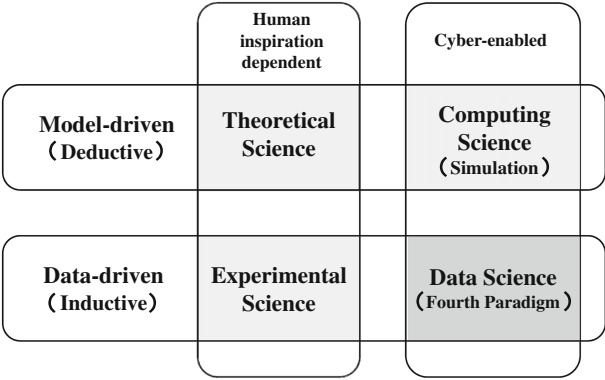 Human
inspiration
dependent
Cyber-enabled
Model-driven
（Deductive）
Theoretical
Science
Computing
Science
（Simulation）
Data-driven
（Inductive）
Experimental
Science
Data Science
（Fourth Paradigm）